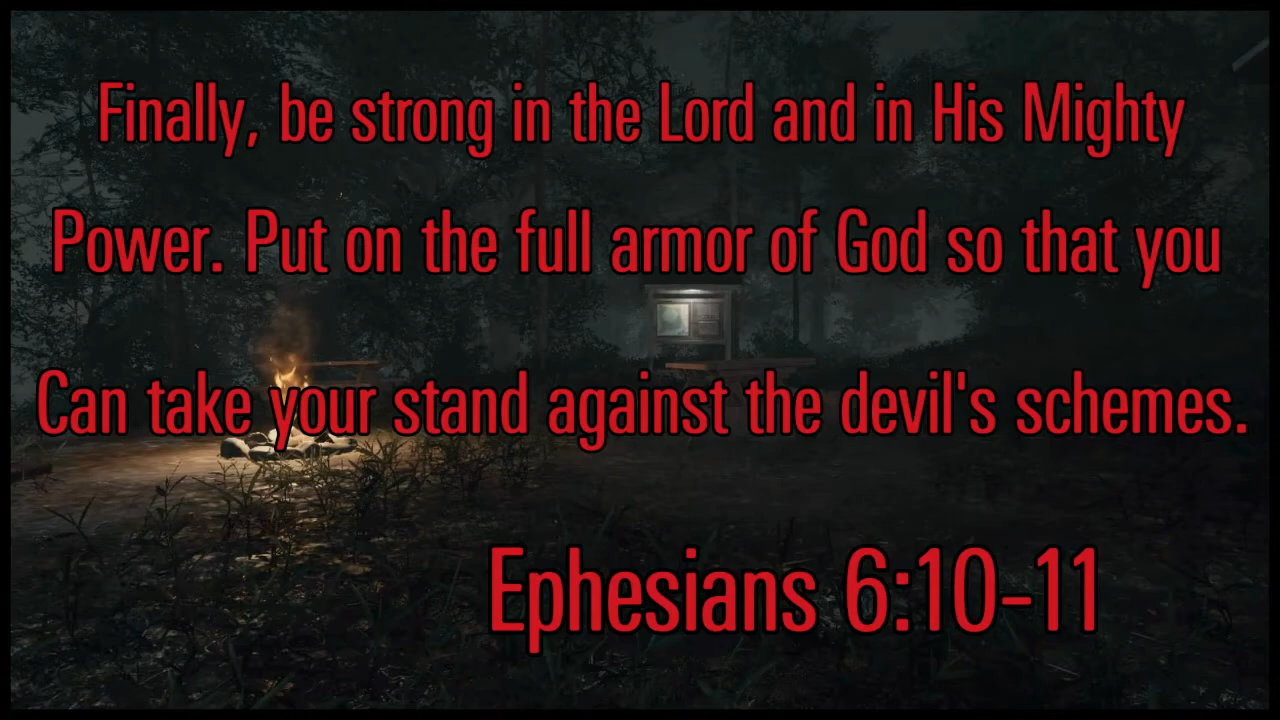 Finally, be strong in the Lord and in His Mighty
Power. Put on the full armor of God so that you
Can take your stand against the devil's schemes.
Ephesians 6:10-11